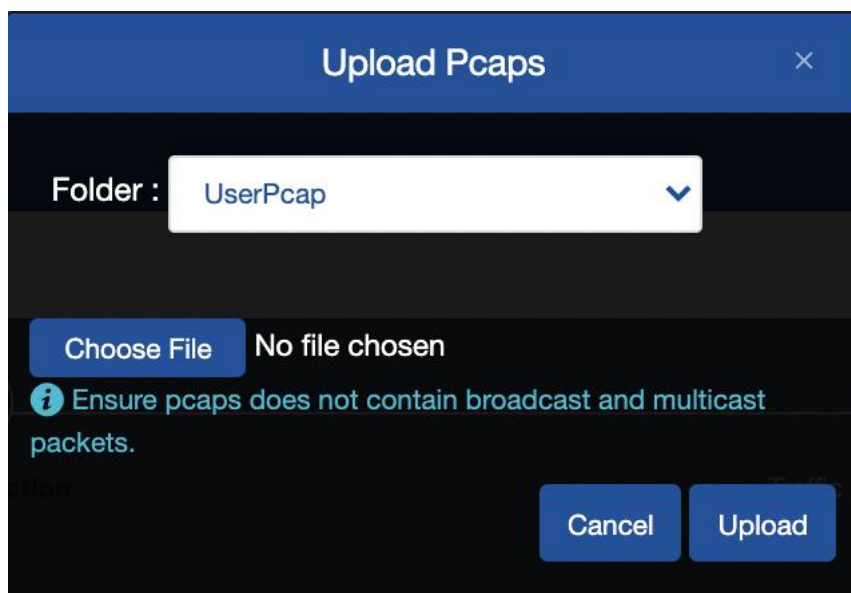 Upload Pcaps ×
Folder : UserPcap
Choose File No file chosen
i Ensure pcaps does not contain broadcast and multicast
packets.
Cancel Upload